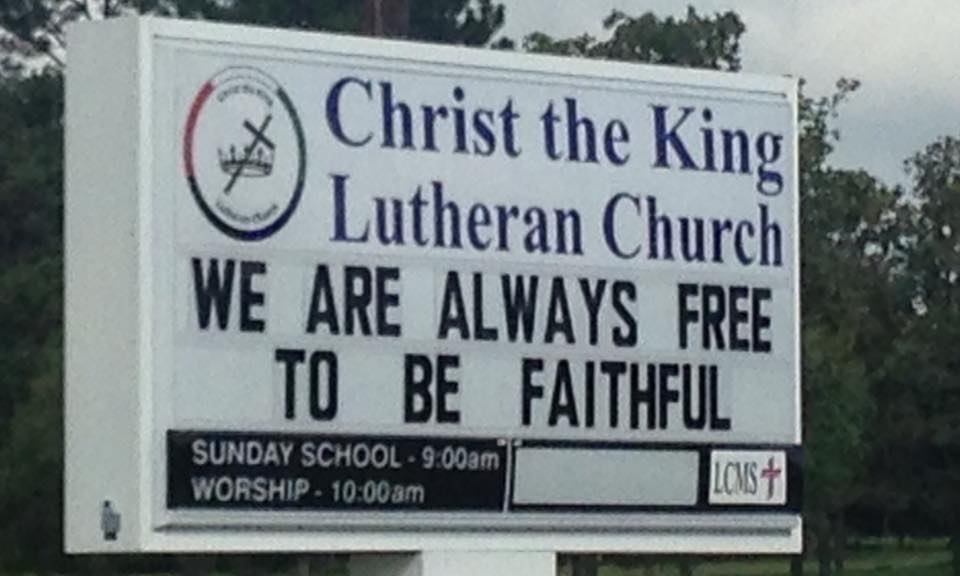 Christ the King
Lutheran Church
WE ARE ALWAYS FREE
TO BE FAITHFUL
SUNDAY SCHOOL - 9:00am
WORSHIP - 10:00am
LCMS